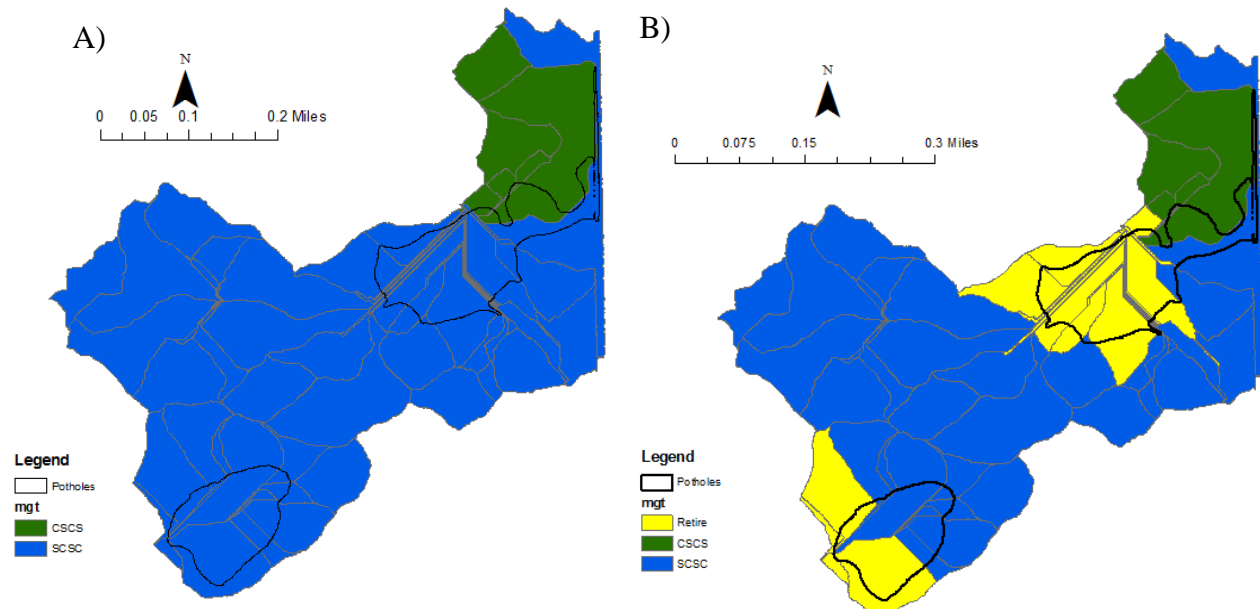 A)
N
0 0.05 0.1 0.2 Miles
Legend
Potholes
mgt
CSCS
SCSC
B)
N
0 0.075 0.15 0.3 Miles
Legend
Potholes
mgt
Retire
CSCS
SCSC